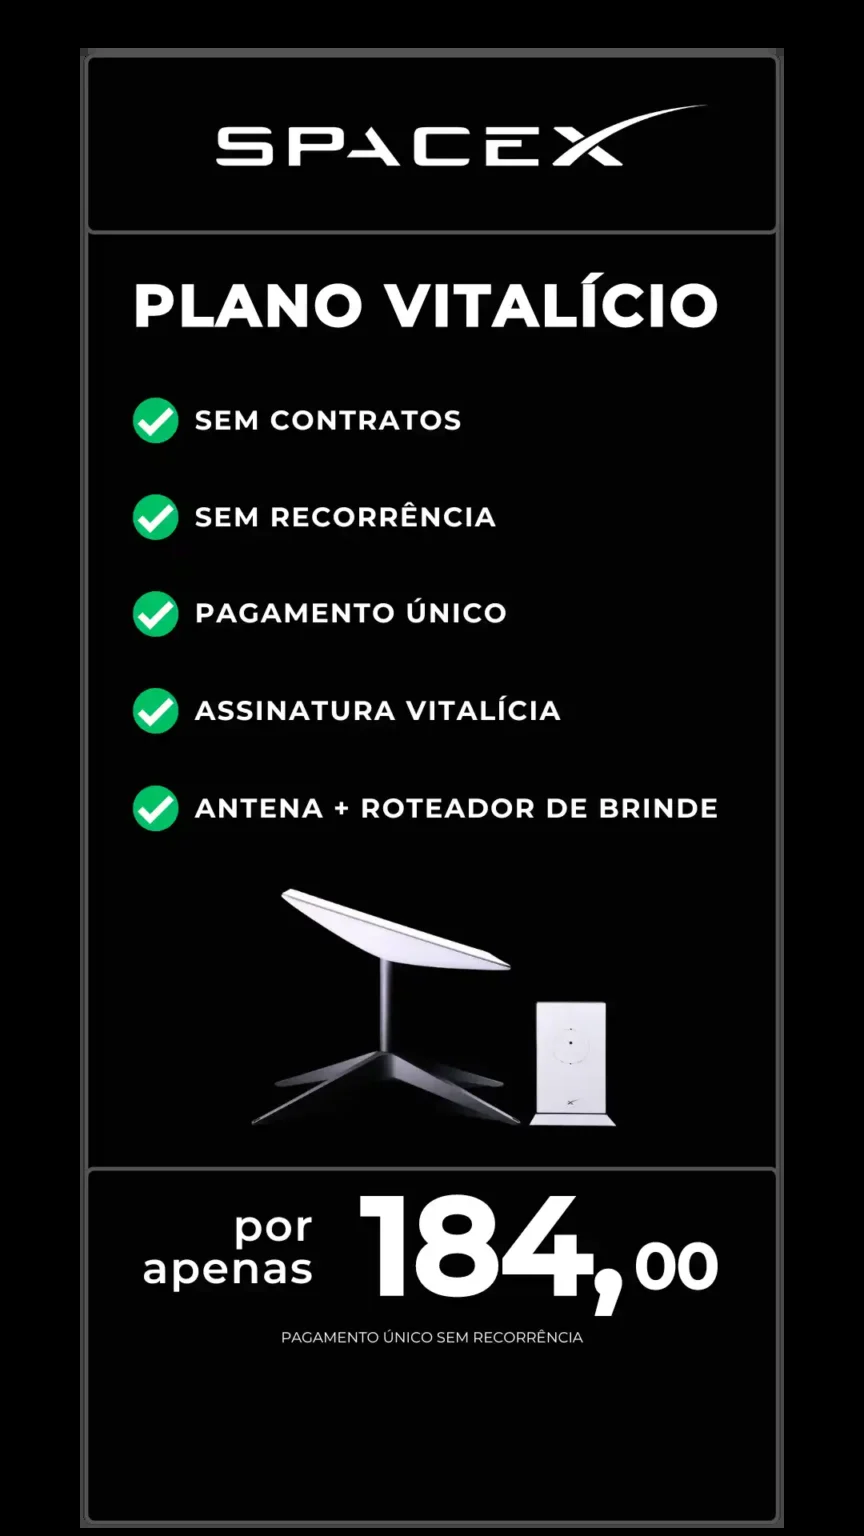 SPACEX
PLANO VITALÍCIO
SEM CONTRATOS
SEM RECORRÊNCIA
PAGAMENTO ÚNICO
ASSINATURA VITALÍCIA
ANTENA + ROTEADOR DE BRINDE
por
apenas
184,00
PAGAMENTO ÚNICO SEM RECORRÊNCIA